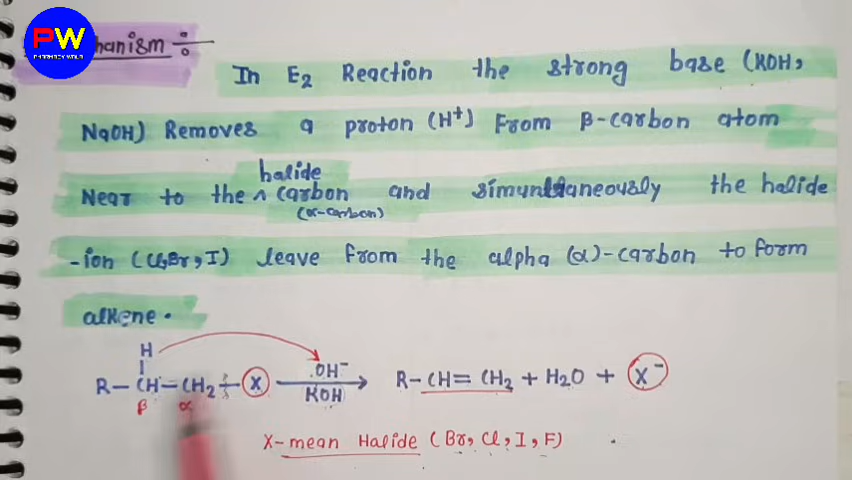 PW
PHARMACY WALA
hanism ÷
In E2 Reaction the strong base (KOH,
NaOH) Removes a proton (H+) From β-carbon atom
halide
Near to the ^ carbon and simultaneously the halide
(α-carbon)
-ion (Cl,Br,I) leave from the alpha (α)-carbon to form
alkene.
H
R-CH-CH2-X .OH- R-CH=CH2 + H2O + X-
β α KOH
X-mean Halide (Br, Cl, I, F)